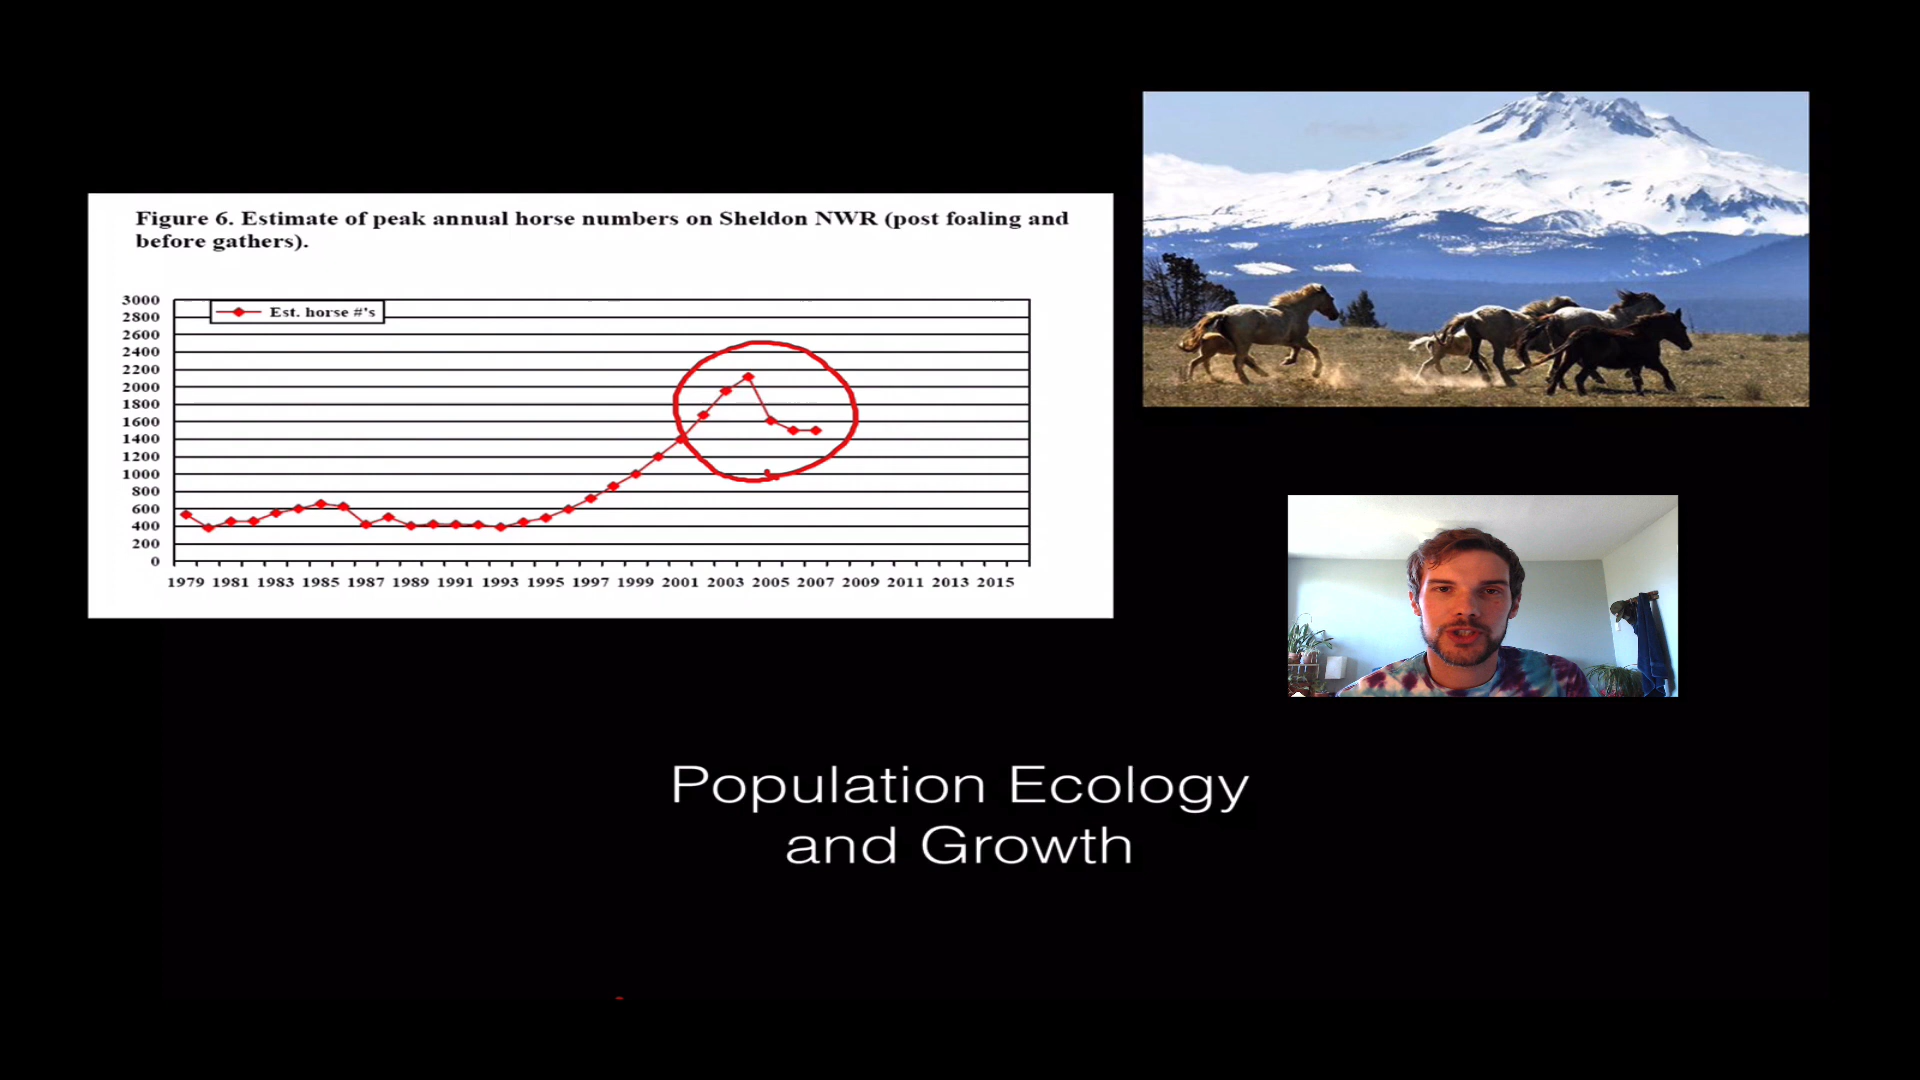 Figure 6. Estimate of peak annual horse numbers on Sheldon NWR (post foaling and
before gathers).
3000
Est. horse #'s
2800
2600
2400
2200
2000
1800
1600
1400
1200
1000
800
600
400
200
0
1979 1981 1983 1985 1987 1989 1991 1993 1995 1997 1999 2001 2003 2005 2007 2009 2011 2013 2015
Population Ecology
and Growth